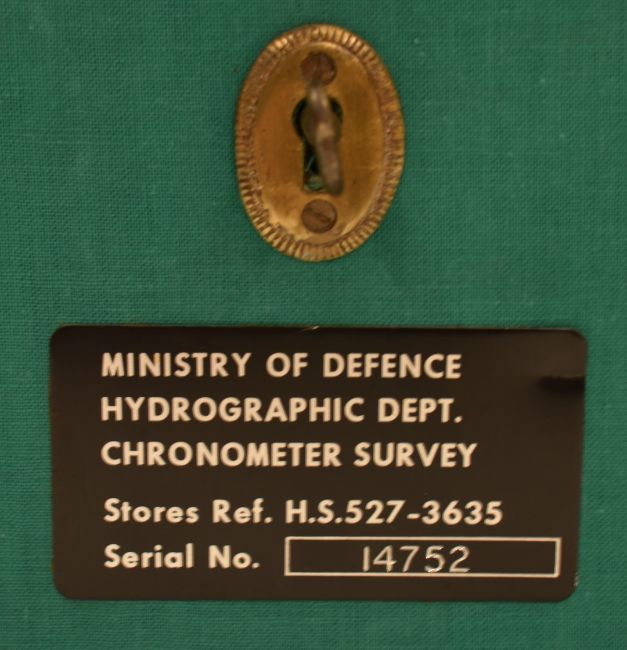 MINISTRY OF DEFENCE
HYDROGRAPHIC DEPT.
CHRONOMETER SURVEY
Stores Ref. H.S.527-3635
Serial No. 14752